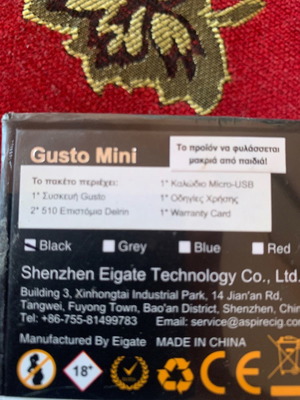 Gusto Mini
Το προϊόν να φυλάσσεται
μακριά από παιδιά!
Το πακέτο περιέχει:
1* Συσκευή Gusto
2* 510 Επιστόμια Delrin
1* Καλώδιο Micro-USB
1* Οδηγίες Χρήσης
1* Warranty Card
Black Grey Blue Red
Shenzhen Eigate Technology Co., Ltd
Building 3, Xinhongtai Industrial Park, 14 Jian'an Rd,
Tangwei, Fuyong Town, Bao'an District, Shenzhen, Chin
Tel: +86-755-81499783 Email: service@aspirecig.com
Manufactured By Eigate MADE IN CHINA
18+
CE